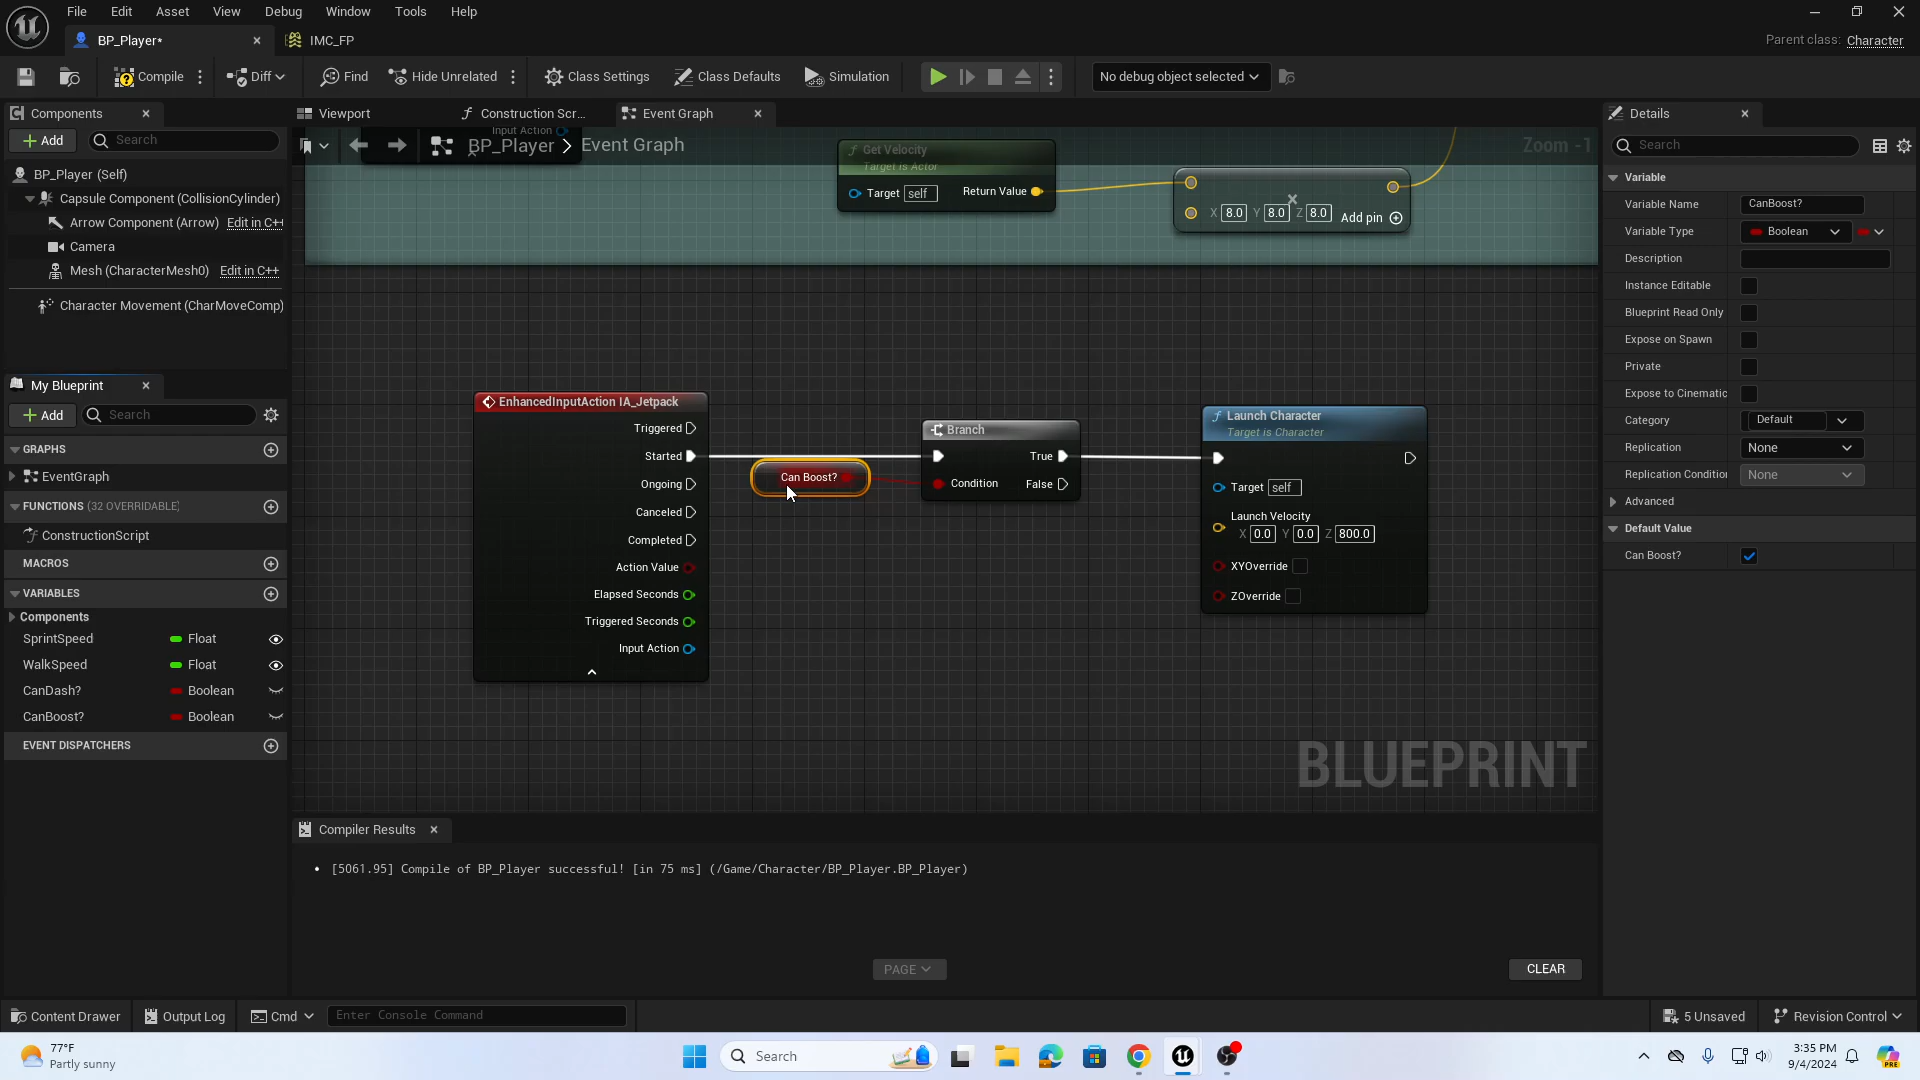 File Edit Asset View Debug Window Tools Help
BP_Player* IMC_FP
Parent class: Character
Compile Diff Find Hide Unrelated Class Settings Class Defaults Simulation No debug object selected
Components
Add Search
BP_Player (Self)
Capsule Component (CollisionCylinder)
Arrow Component (Arrow) Edit in C++
Camera
Mesh (CharacterMesh0) Edit in C++
Character Movement (CharMoveComp)
My Blueprint
Add Search
GRAPHS
EventGraph
FUNCTIONS (32 OVERRIDABLE)
ConstructionScript
MACROS
VARIABLES
Components
SprintSpeed Float
WalkSpeed Float
CanDash? Boolean
CanBoost? Boolean
EVENT DISPATCHERS
Viewport Construction Scr... Event Graph
Input Action
BP_Player > Event Graph
Zoom -1
Get Velocity
Target is Actor
Target self Return Value
X 8.0 Y 8.0 Z 8.0 Add pin
EnhancedInputAction IA_Jetpack
Triggered
Started
Ongoing
Canceled
Completed
Action Value
Elapsed Seconds
Triggered Seconds
Input Action
Can Boost?
Branch
True
Condition False
Launch Character
Target is Character
Target self
Launch Velocity
X 0.0 Y 0.0 Z 800.0
XYOverride
ZOverride
BLUEPRINT
Compiler Results
• [5061.95] Compile of BP_Player successful! [in 75 ms] (/Game/Character/BP_Player.BP_Player)
PAGE
CLEAR
Details
Search
Variable
Variable Name CanBoost?
Variable Type Boolean
Description
Instance Editable
Blueprint Read Only
Expose on Spawn
Private
Expose to Cinematic
Category Default
Replication None
Replication Condition None
Advanced
Default Value
Can Boost?
Content Drawer Output Log Cmd Enter Console Command
5 Unsaved Revision Control
77°F
Partly sunny
Search
3:35 PM
9/4/2024
PRE